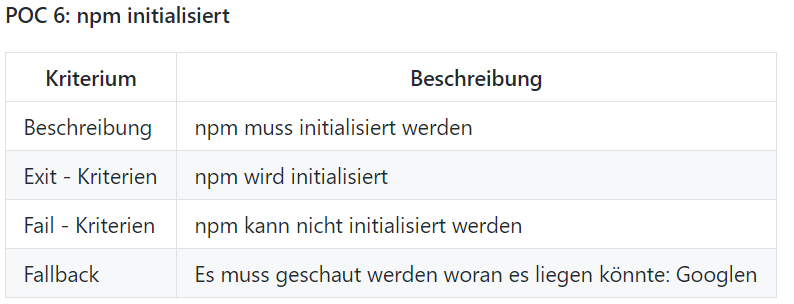 POC 6: npm initialisiert
Kriterium Beschreibung
Beschreibung npm muss initialisiert werden
Exit - Kriterien npm wird initialisiert
Fail - Kriterien npm kann nicht initialisiert werden
Fallback Es muss geschaut werden woran es liegen könnte: Googlen